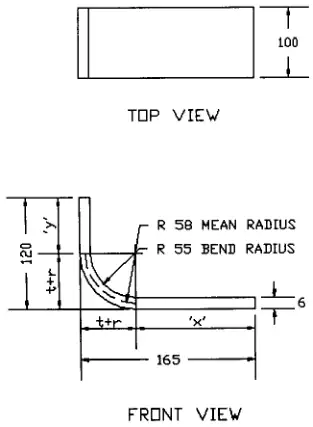 100
TOP VIEW
'y'
120
t+r
R 58 MEAN RADIUS
R 55 BEND RADIUS
6
t+r
'x'
165
FRONT VIEW